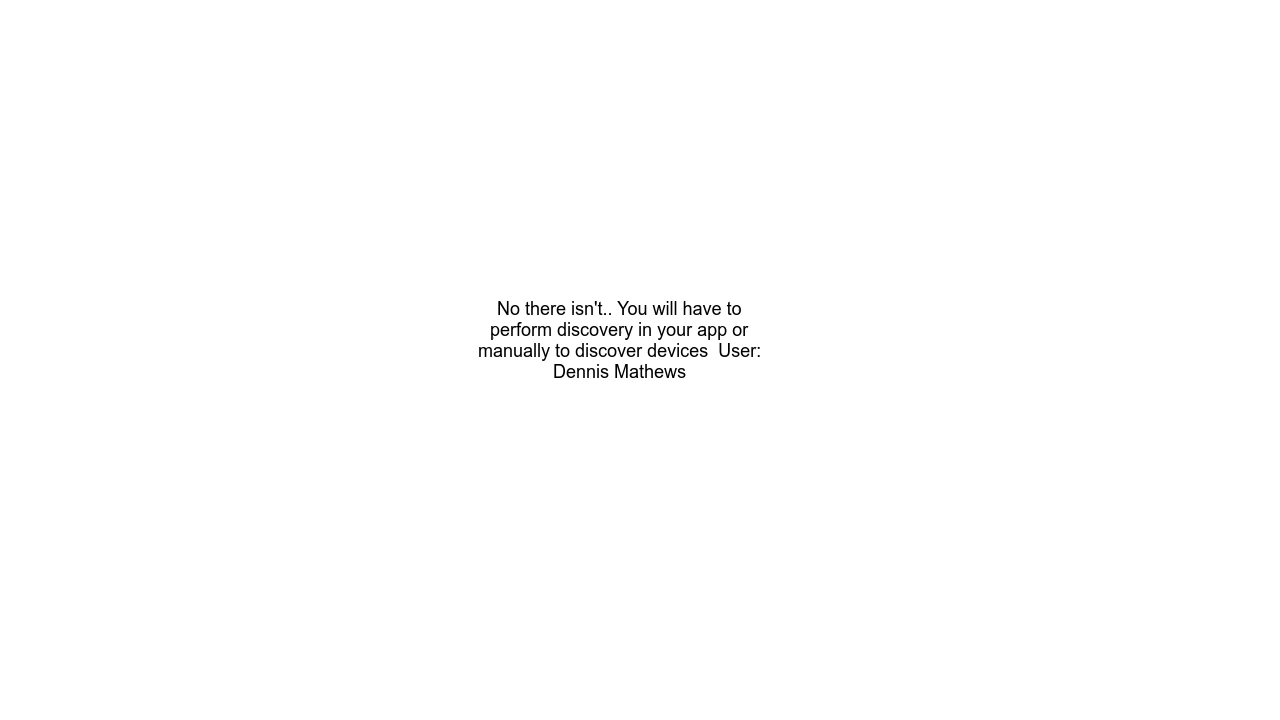 No there isn't.. You will have to
perform discovery in your app or
manually to discover devices  User:
Dennis Mathews